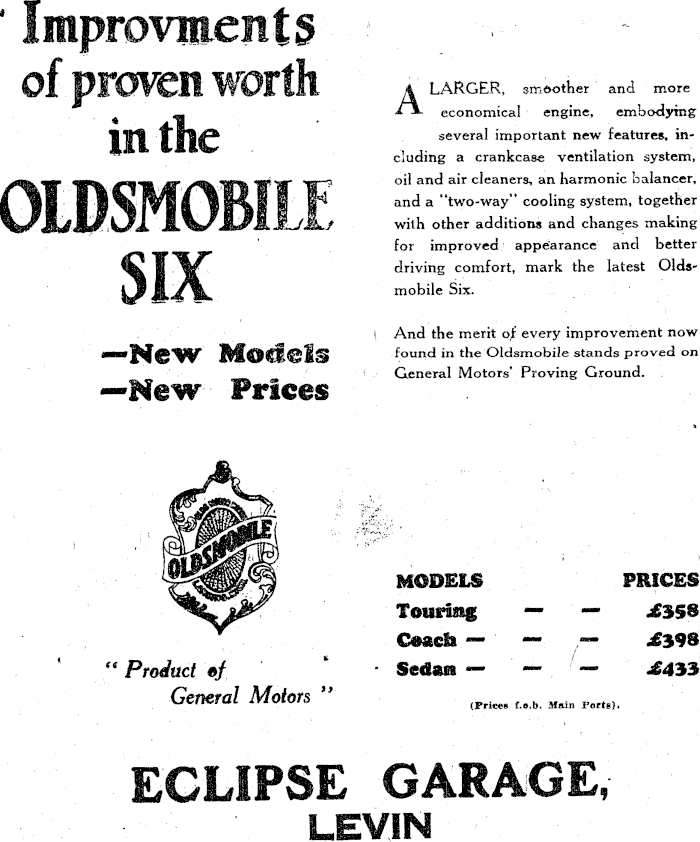 Improvments
of proven worth
in the
OLDSMOBILE
SIX
—New Models
—New Prices
A LARGER, smoother and more
economical engine, embodying
several important new features, in-
cluding a crankcase ventilation system,
oil and air cleaners, an harmonic balancer,
and a "two-way" cooling system, together
with other additions and changes making
for improved appearance and better
driving comfort, mark the latest Olds-
mobile Six.
And the merit of every improvement now
found in the Oldsmobile stands proved on
General Motors' Proving Ground.
OLDSMOBILE
"Product of
General Motors"
MODELS PRICES
Touring — — £358
Coach — — — £398
Sedan — — — £433
(Prices f.o.b. Main Ports).
ECLIPSE GARAGE,
LEVIN